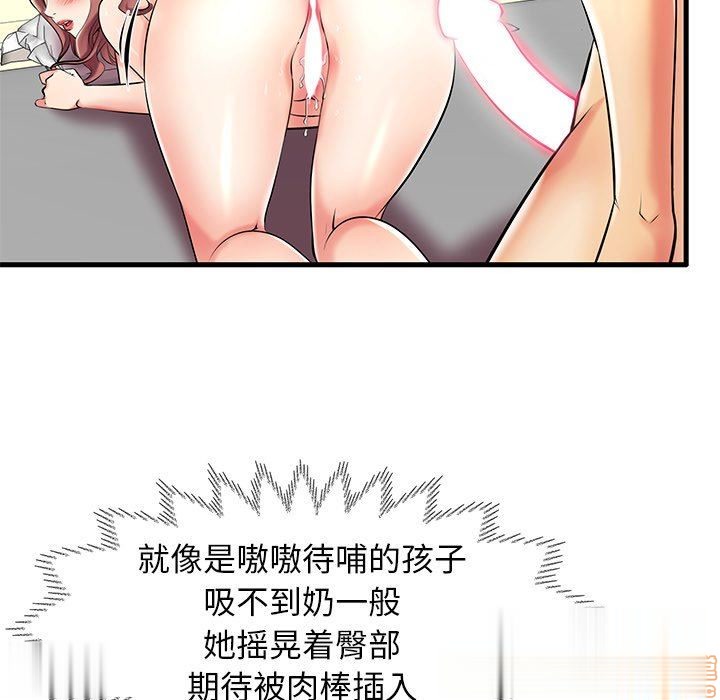 就像是嗷嗷待哺的孩子
吸不到奶一般
她摇晃着臀部
期待被肉棒插入